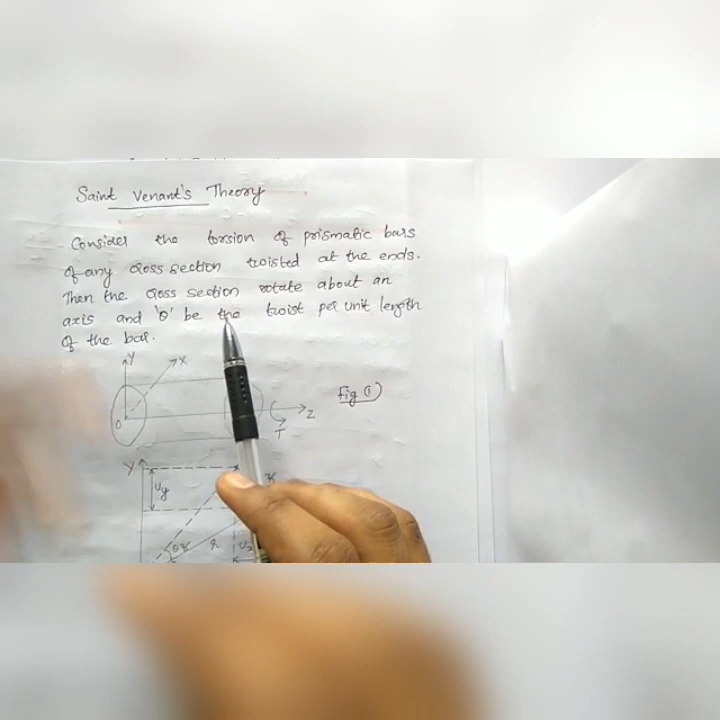 Saint Venant's Theory
Consider the torsion of prismatic bars
of any cross section twisted at the ends.
Then the cross section rotate about an
axis and 'θ' be the twist per unit length
of the bar.
Y X
O Z
T
Fig ①
Y
Uy
θz r